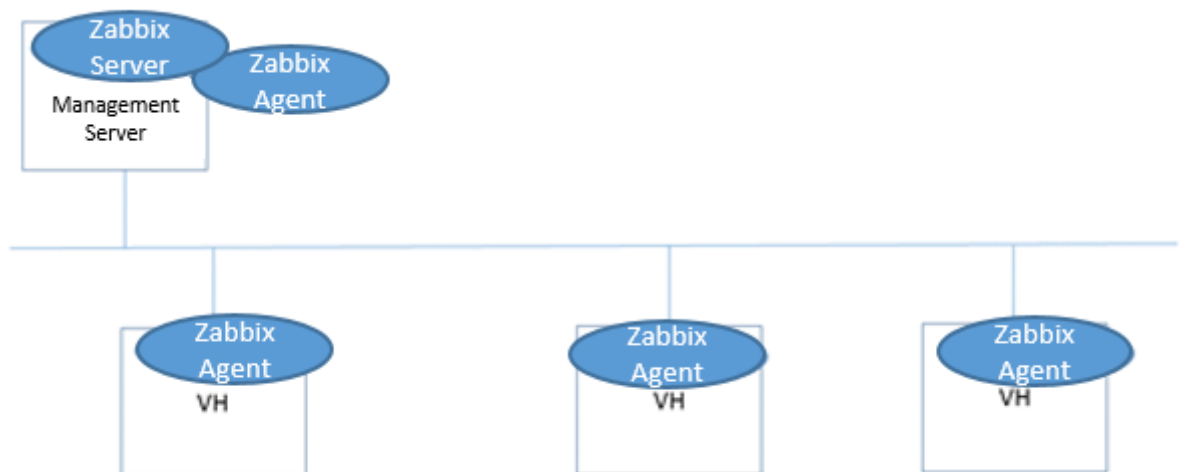 Zabbix
Server
Zabbix
Agent
Management
Server
Zabbix
Agent
VH
Zabbix
Agent
VH
Zabbix
Agent
VH